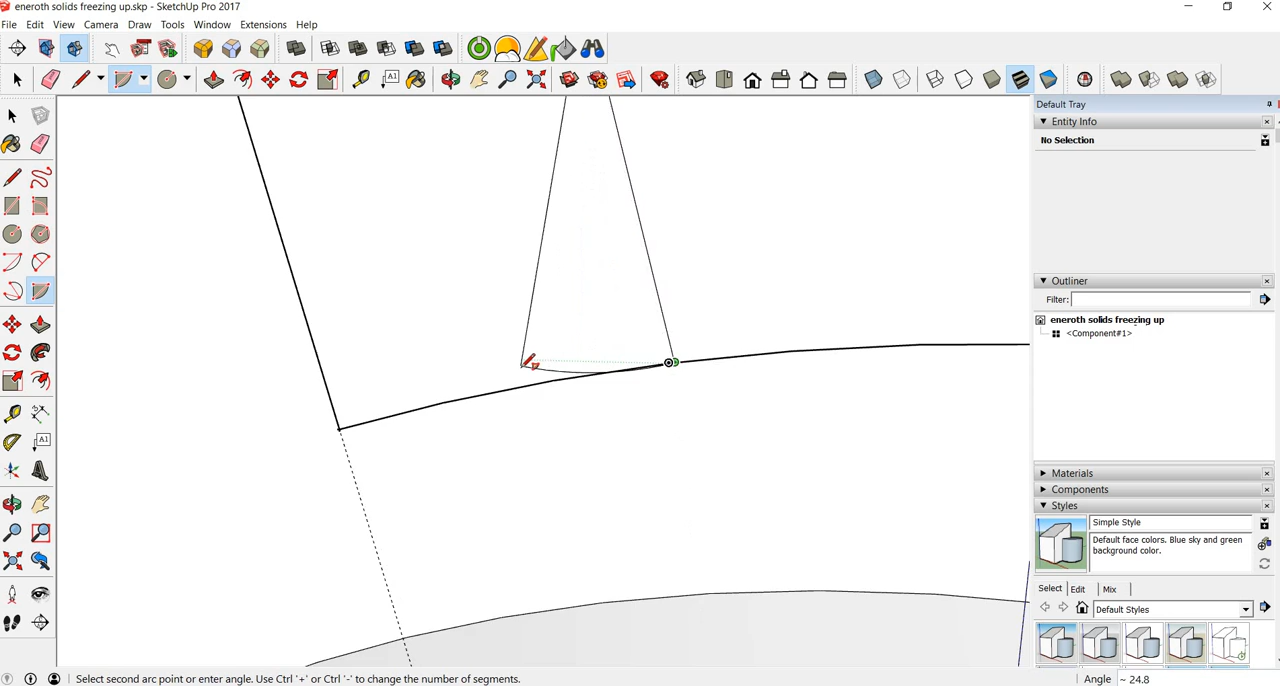 eneroth solids freezing up.skp - SketchUp Pro 2017
File Edit View Camera Draw Tools Window Extensions Help
A1
Default Tray
Entity Info
No Selection
Outliner
Filter:
eneroth solids freezing up
<Component#1>
A1
Materials
Components
Styles
Simple Style
Default face colors. Blue sky and green
background color.
Select Edit Mix
Default Styles
Select second arc point or enter angle. Use Ctrl '+' or Ctrl '-' to change the number of segments.
Angle ~ 24.8